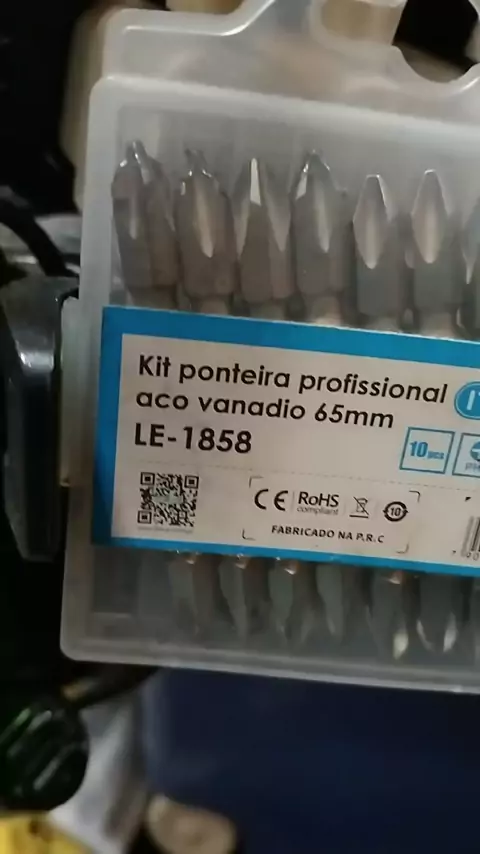 Kit ponteira profissional
aco vanadio 65mm
LE-1858
10pcs
CE RoHS
compliant
10
FABRICADO NA P.R.C